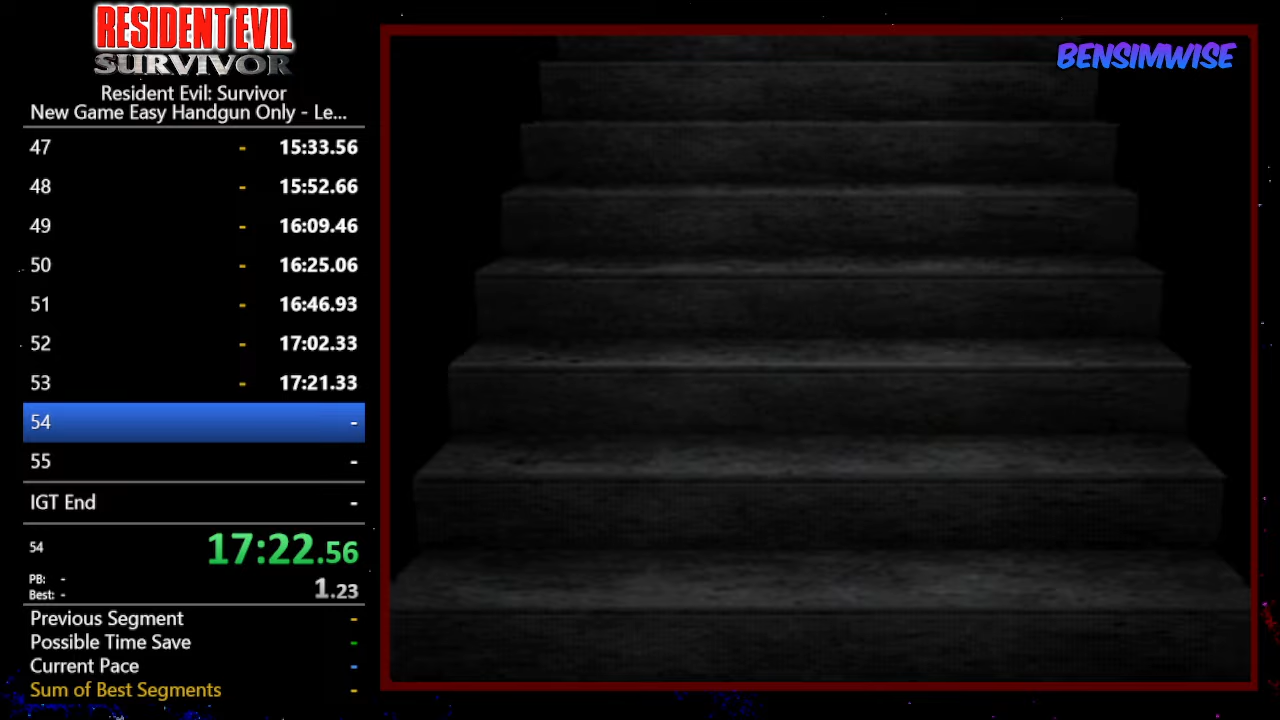 RESIDENT EVIL
SURVIVOR
Resident Evil: Survivor
New Game Easy Handgun Only - Le...
47 - 15:33.56
48 - 15:52.66
49 - 16:09.46
50 - 16:25.06
51 - 16:46.93
52 - 17:02.33
53 - 17:21.33
54 -
55 -
IGT End -
54 17:22.56
PB: -
Best: - 1.23
Previous Segment -
Possible Time Save -
Current Pace -
Sum of Best Segments -
BENSIMWISE